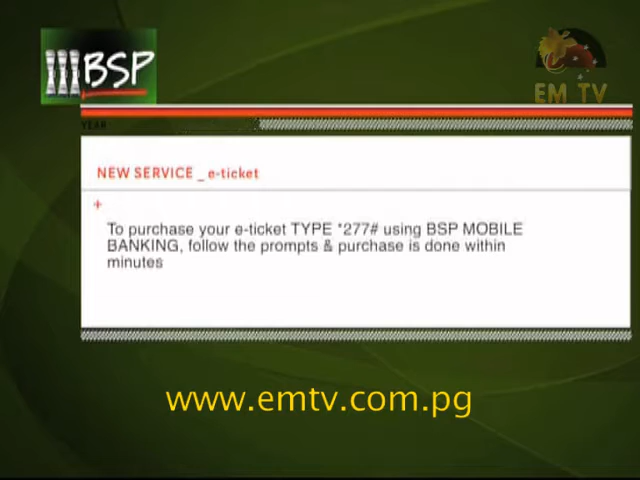 BSP
EM TV
YEAR
NEW SERVICE _ e-ticket
+
To purchase your e-ticket TYPE *277# using BSP MOBILE
BANKING, follow the prompts & purchase is done within
minutes
www.emtv.com.pg